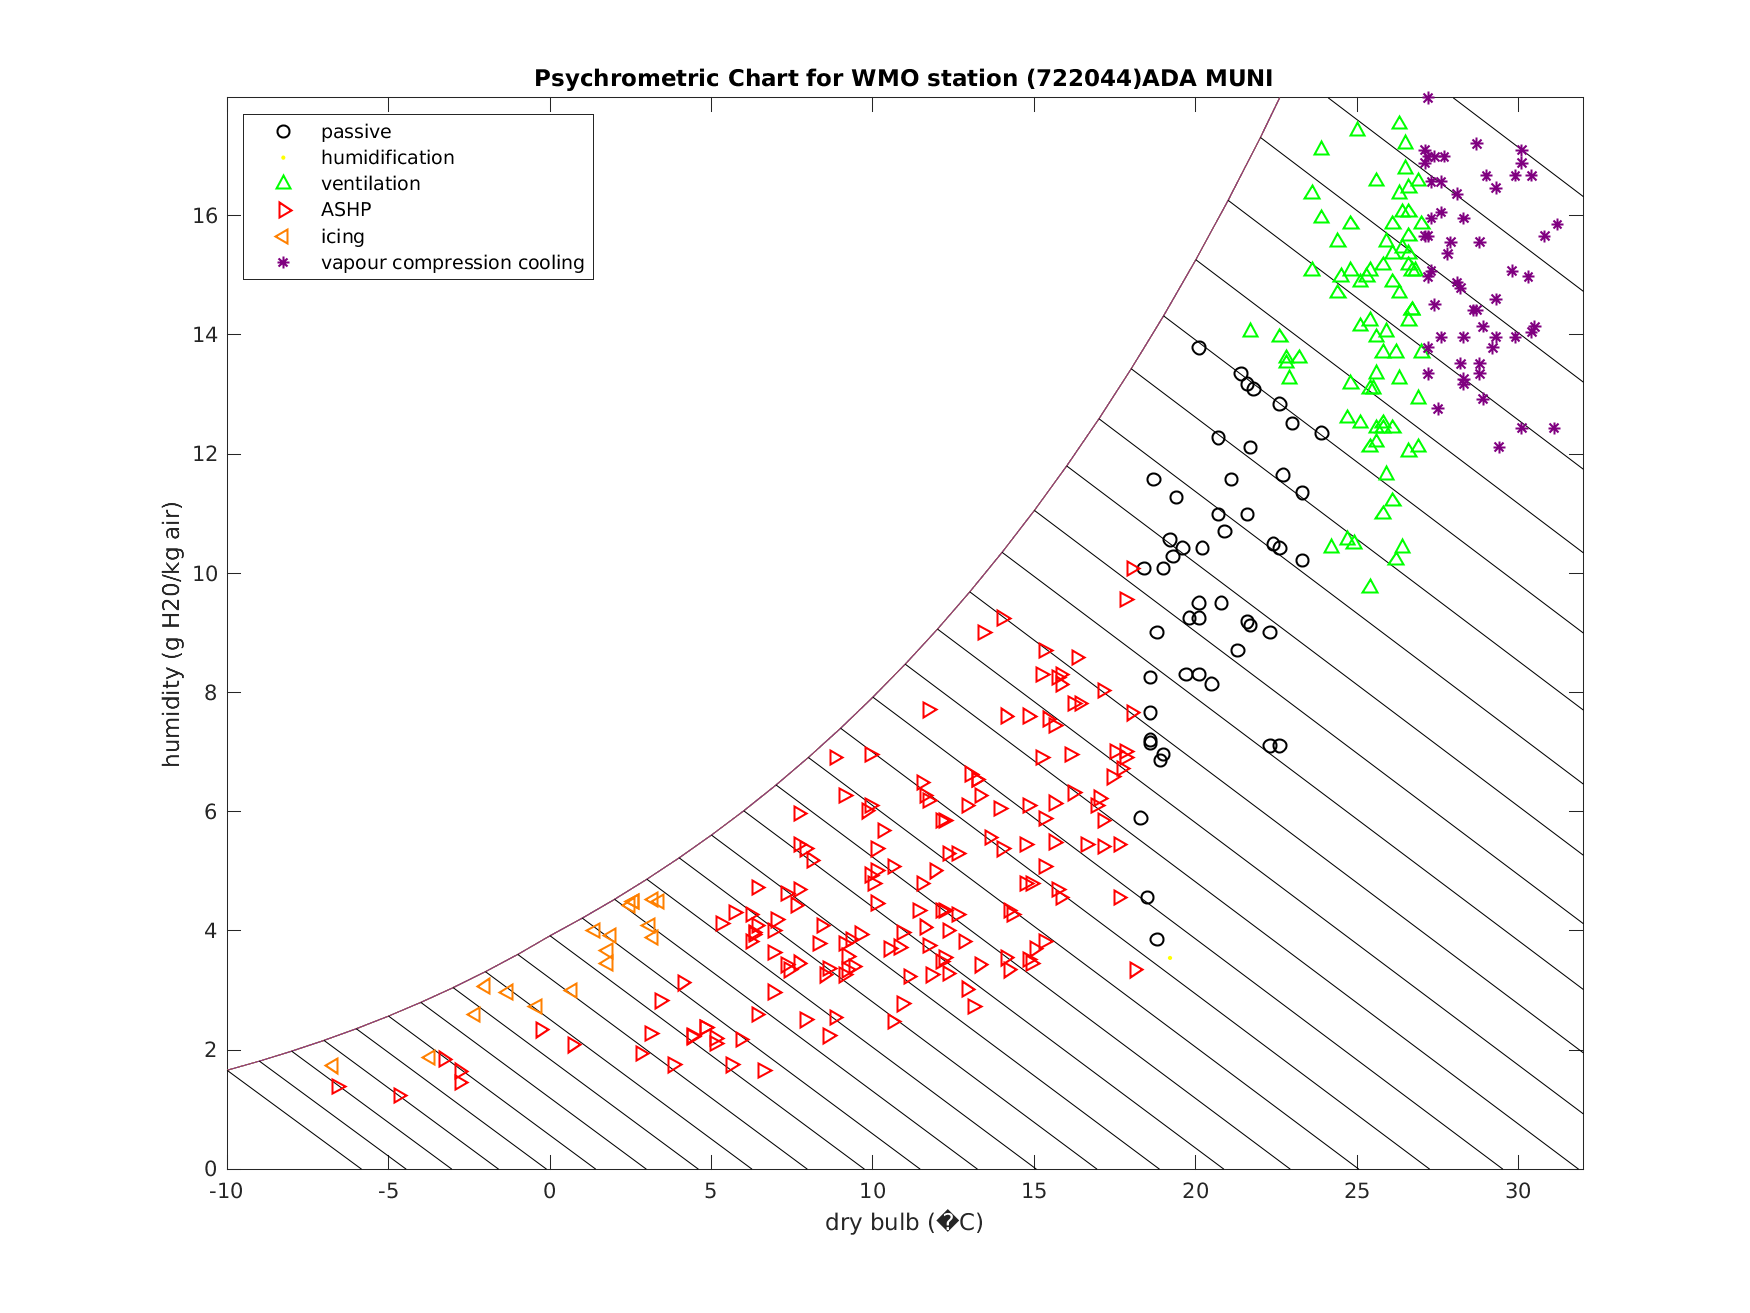 Psychrometric Chart for WMO station (722044)ADA MUNI
passive
humidification
ventilation
ASHP
icing
vapour compression cooling
humidity (g H20/kg air)
16
14
12
10
8
6
4
2
0
-10 -5 0 5 10 15 20 25 30
dry bulb (�C)